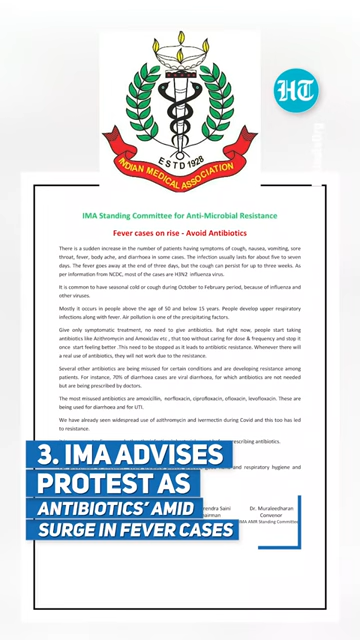 HT
ESTD 1928
INDIAN MEDICAL ASSOCIATION
IMA Standing Committee for Anti-Microbial Resistance
Fever cases on rise - Avoid Antibiotics
There is a sudden increase in the number of patients having symptoms of cough, nausea, vomiting, sore
throat, fever, body ache, and diarrhoea in some cases. The infection usually lasts for about five to seven
days. The fever goes away at the end of three days, but the cough can persist for up to three weeks. As
per information from NCDC, most of the cases are H3N2 influenza virus.
It is common to have seasonal cold or cough during October to February period, because of influenza and
other viruses.
Mostly it occurs in people above the age of 50 and below 15 years. People develop upper respiratory
infections along with fever. Air pollution is one of the precipitating factors.
Give only symptomatic treatment, no need to give antibiotics. But right now, people start taking
antibiotics like Azithromycin and Amoxiclav etc , that too without caring for dose & frequency and stop it
once start feeling better .This need to be stopped as it leads to antibiotic resistance. Whenever there will
a real use of antibiotics, they will not work due to the resistance.
Several other antibiotics are being misused for certain conditions and are developing resistance among
patients. For instance, 70% of diarrhoea cases are viral diarrhoea, for which antibiotics are not needed
but are being prescribed by doctors.
The most misused antibiotics are amoxicillin, norfloxacin, ciprofloxacin, ofloxacin, levofloxacin. These are
being used for diarrhoea and for UTI.
We have already seen widespread use of azithromycin and ivermectin during Covid and this too has led
to resistance.
prescribing antibiotics.
and respiratory hygiene and
3. IMA ADVISES
PROTEST AS
ANTIBIOTICS’ AMID
SURGE IN FEVER CASES
Saini
Dr. Muraleedharan
Convenor
IMA AMR Standing Committee